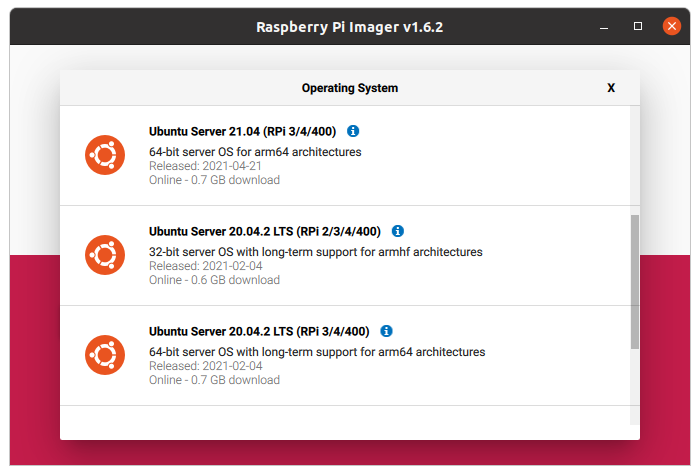 Raspberry Pi Imager v1.6.2
Operating System
X
Ubuntu Server 21.04 (RPi 3/4/400)
64-bit server OS for arm64 architectures
Released: 2021-04-21
Online - 0.7 GB download
Ubuntu Server 20.04.2 LTS (RPi 2/3/4/400)
32-bit server OS with long-term support for armhf architectures
Released: 2021-02-04
Online - 0.6 GB download
Ubuntu Server 20.04.2 LTS (RPi 3/4/400)
64-bit server OS with long-term support for arm64 architectures
Released: 2021-02-04
Online - 0.7 GB download